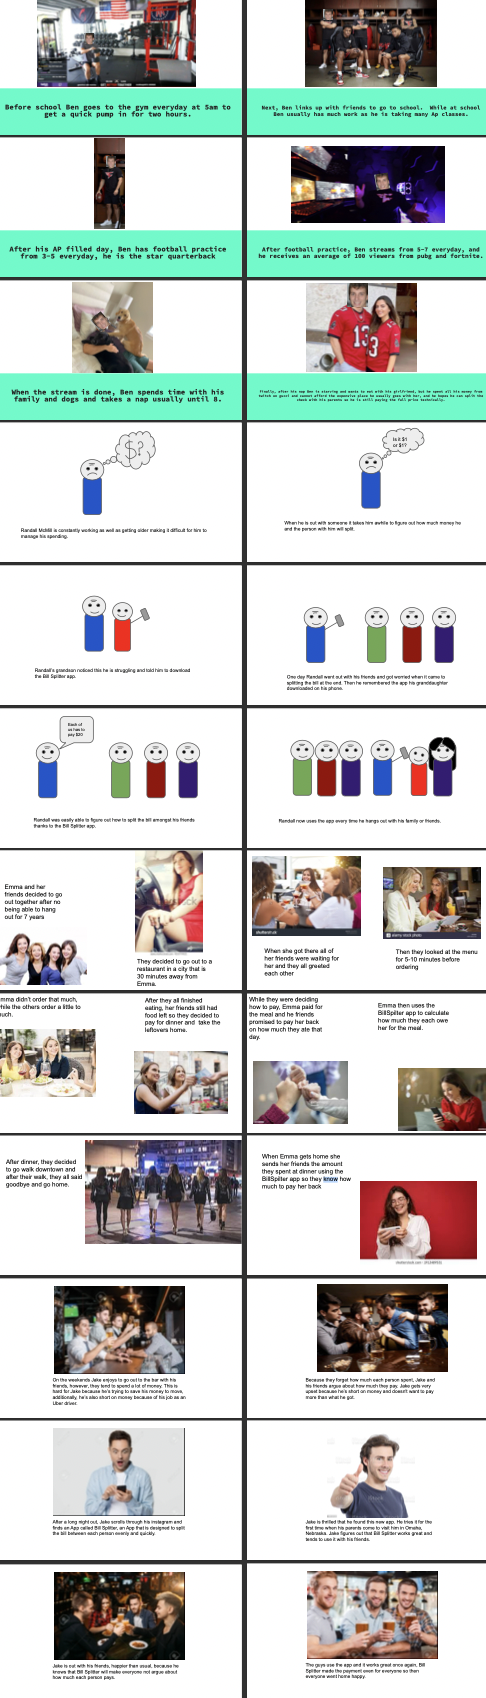 Before school Ben goes to the gym everyday at 5am to
get a quick pump in for two hours.
Next, Ben links up with friends to go to school. While at school
Ben usually has much work as he is taking many Ap classes.
After his AP filled day, Ben has football practice
from 3-5 everyday, he is the star quarterback
After football practice, Ben streams from 5-7 everyday, and
he receives an average of 100 viewers from pubg and fortnite.
When the stream is done, Ben spends time with his
family and dogs and takes a nap usually until 8.
Finally, after his nap Ben is starving and wants to eat with his girlfriend, but he spent all his money from
twitch on gucci and cannot afford the expensive place he usually goes with her, and he hopes he can split the
check with his parents so he is still paying the full price technically.
$?
Randall McMill is constantly working as well as getting older making it difficult for him to
manage his spending.
Is it $1
or $1?
When he is out with someone it takes him awhile to figure out how much money he
and the person with him will split.
Randall's grandson noticed this he is struggling and told him to download
the Bill Splitter app.
One day Randall went out with his friends and got worried when it came to
splitting the bill at the end. Then he remembered the app his granddaughter
downloaded on his phone.
Each of
us has to
pay $20
Randall was easily able to figure out how to split the bill amongst his friends
thanks to the Bill Splitter app.
Randall now uses the app every time he hangs out with his family or friends.
Emma and her
friends decided to go
out together after no
being able to hang
out for 7 years
They decided to go out to a
restaurant in a city that is
30 minutes away from
Emma.
When she got there all of
her friends were waiting for
her and they all greeted
each other
Then they looked at the menu
for 5-10 minutes before
ordering
mma didn't order that much,
hile the others order a little to
uch.
After they all finished
eating, her friends still had
food left so they decided to
pay for dinner and take the
leftovers home.
While they were deciding
how to pay, Emma paid for
the meal and he friends
promised to pay her back
on how much they ate that
day.
Emma then uses the
BillSpilter app to calculate
how much they each owe
her for the meal.
After dinner, they decided
to go walk downtown and
after their walk, they all said
goodbye and go home.
When Emma gets home she
sends her friends the amount
they spent at dinner using the
BillSpilter app so they know how
much to pay her back
On the weekends Jake enjoys to go out to the bar with his
friends, however, they tend to spend a lot of money. This is
hard for Jake because he's trying to save his money to move,
additionally, he's also short on money because of his job as an
Uber driver.
Because they forget how much each person spent, Jake and
his friends argue about how much they pay. Jake gets very
upset because he's short on money and doesn't want to pay
more than what he got.
After a long night out, Jake scrolls through his instagram and
finds an App called Bill Splitter, an App that is designed to split
the bill between each person evenly and quickly.
Jake is thrilled that he found this new app. He tries it for the
first time when his parents come to visit him in Omaha,
Nebraska. Jake figures out that Bill Splitter works great and
tends to use it with his friends.
Jake is out with his friends, happier than usual, because he
knows that Bill Splitter will make everyone not argue about
how much each person pays.
The guys use the app and it works great once again, Bill
Splitter made the payment even for everyone so then
everyone went home happy.